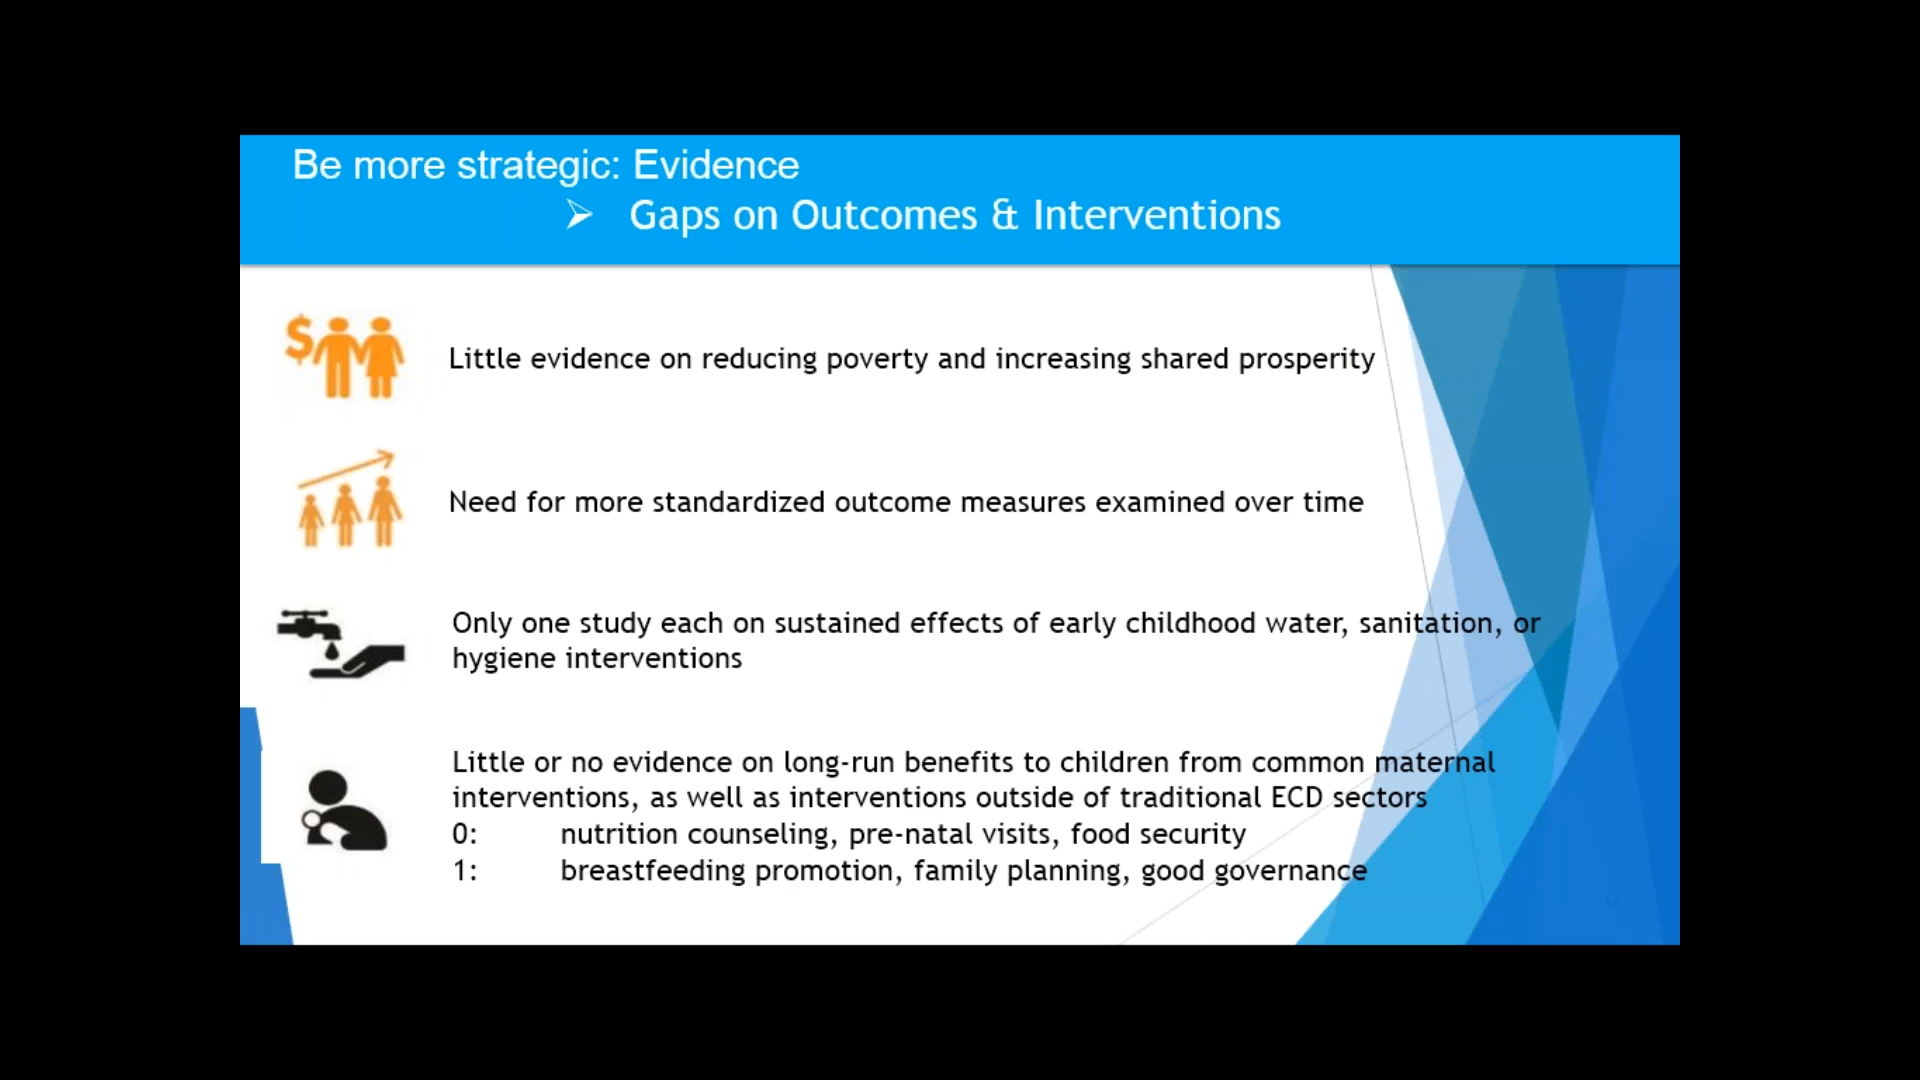 Be more strategic: Evidence
➢ Gaps on Outcomes & Interventions
$
Little evidence on reducing poverty and increasing shared prosperity
Need for more standardized outcome measures examined over time
Only one study each on sustained effects of early childhood water, sanitation, or
hygiene interventions
Little or no evidence on long-run benefits to children from common maternal
interventions, as well as interventions outside of traditional ECD sectors
0: nutrition counseling, pre-natal visits, food security
1: breastfeeding promotion, family planning, good governance